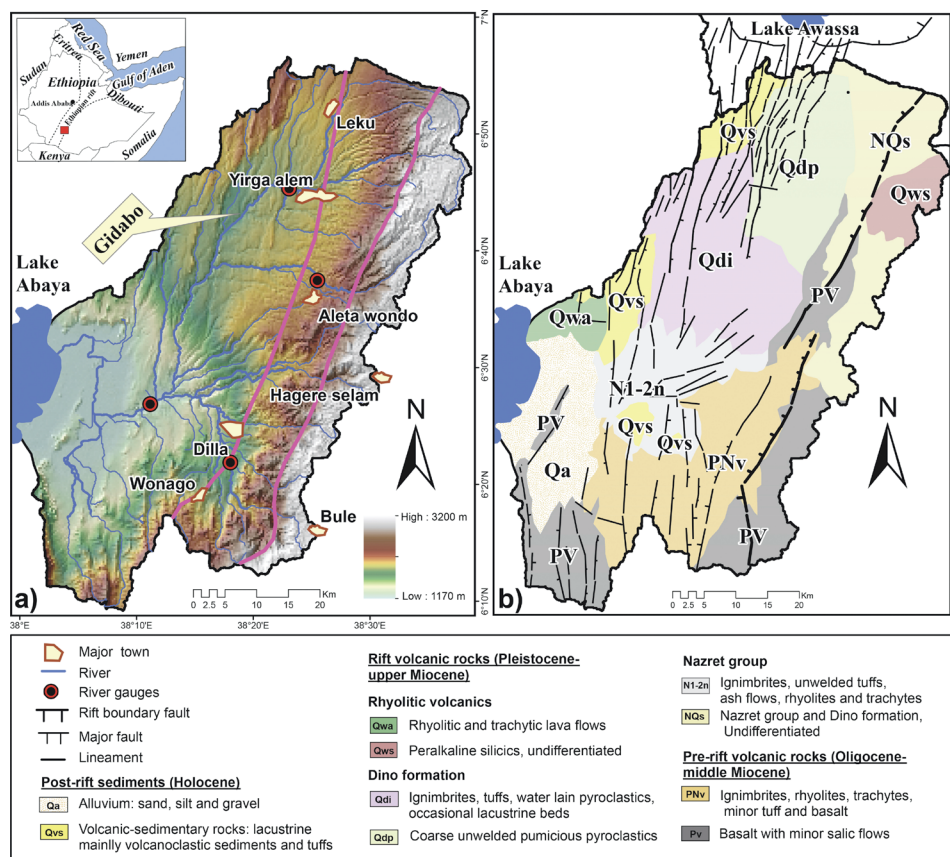 Red Sea
Eritrea
Yemen
Sudan
Ethiopia
Gulf of Aden
Addis Ababa
Ethiopian rift
Djibouti
Kenya
Somalia
Leku
Yirga alem
Gidabo
Lake
Abaya
Aleta wondo
Hagere selam
Dilla
Wonago
Bule
N
High : 3200 m
Low : 1170 m
0 2.5 5 10 15 20
Km
a)
38°E
38°10'E
38°20'E
38°30'E
7°N
6°50'N
6°40'N
6°30'N
6°20'N
6°10'N
Lake Awassa
Qvs
Qdp
NQs
Qws
Qdi
Lake
Abaya
Qvs
PV
Qwa
N1-2n
PV
Qvs
Qvs
PNv
Qa
PV
PV
N
0 2.5 5 10 15 20
Km
b)
Major town
River
River gauges
Rift boundary fault
Major fault
Lineament
Post-rift sediments (Holocene)
Qa Alluvium: sand, silt and gravel
Qvs Volcanic-sedimentary rocks: lacustrine
mainlly volcanoclastic sediments and tuffs
Rift volcanic rocks (Pleistocene-
upper Miocene)
Rhyolitic volcanics
Qwa Rhyolitic and trachytic lava flows
Qws Peralkaline silicics, undifferentiated
Dino formation
Qdi Ignimbrites, tuffs, water lain pyroclastics,
occasional lacustrine beds
Qdp Coarse unwelded pumicious pyroclastics
Nazret group
N1-2n Ignimbrites, unwelded tuffs,
ash flows, rhyolites and trachytes
NQs Nazret group and Dino formation,
Undifferentiated
Pre-rift volcanic rocks (Oligocene-
middle Miocene)
PNv Ignimbrites, rhyolites, trachytes,
minor tuff and basalt
Pv Basalt with minor salic flows